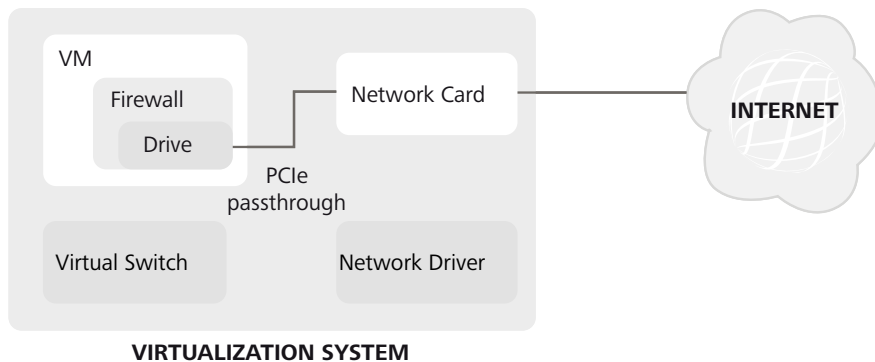 VM
Firewall
Drive
Network Card
INTERNET
PCIe
passthrough
Virtual Switch
Network Driver
VIRTUALIZATION SYSTEM